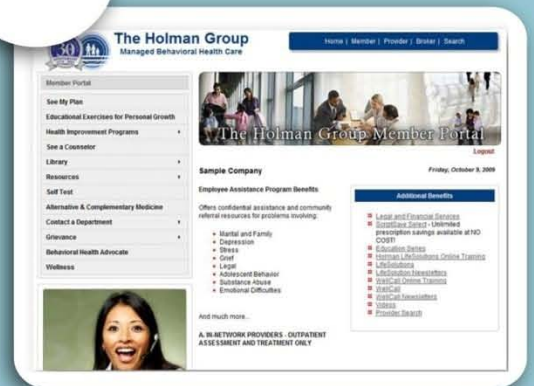 30
The Holman Group
Managed Behavioral Health Care
Home | Member | Provider | Broker | Search
Member Portal
See My Plan
Educational Exercises for Personal Growth
Health Improvement Programs
See a Counselor
Library
Resources
Self Test
Alternative & Complementary Medicine
Contact a Department
Grievance
Behavioral Health Advocate
Wellness
The Holman Group Member Portal
Logout
Sample Company
Friday, October 9, 2009
Employee Assistance Program Benefits
Offers confidential assistance and community
referral resources for problems involving:
Marital and Family
Depression
Stress
Grief
Legal
Adolescent Behavior
Substance Abuse
Emotional Difficulties
And much more...
A. IN-NETWORK PROVIDERS - OUTPATIENT
ASSESSMENT AND TREATMENT ONLY
Additional Benefits
Legal and Financial Services
ScriptSave Select - Unlimited
prescription savings available at NO
COST!
Education Series
Holman LifeSolutions Online Training
LifeSolutions
LifeSolution Newsletters
WellCall Online Training
WellCall
WellCall Newsletters
Videos
Provider Search